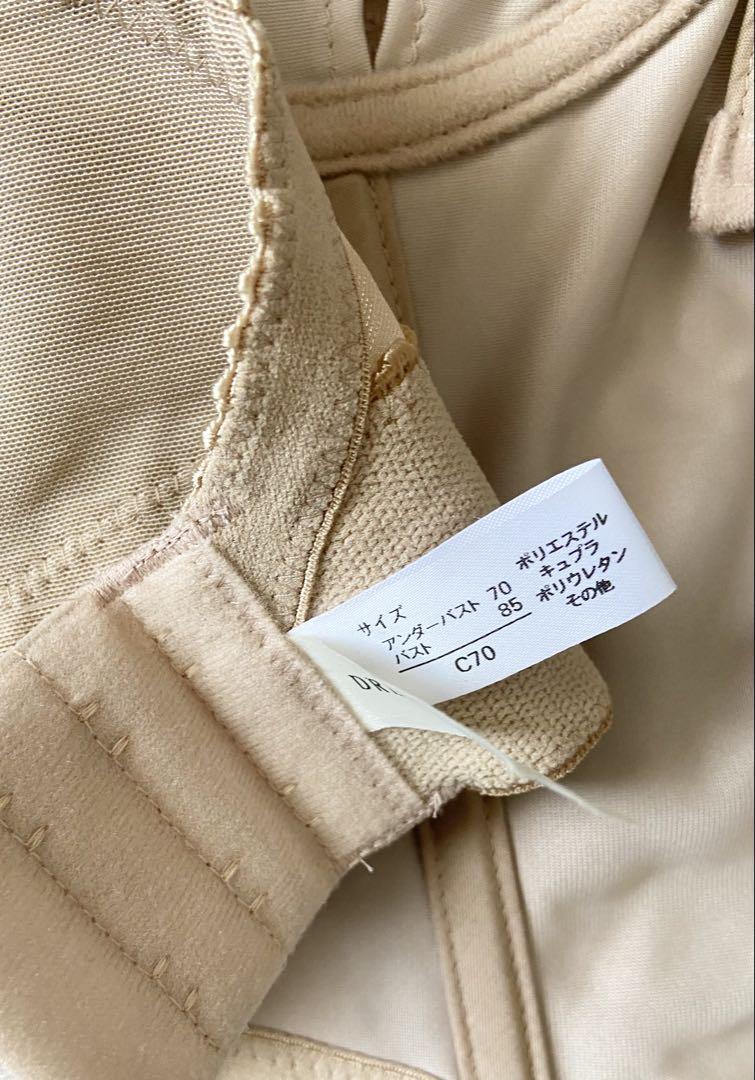 サイズ
アンダーバスト 70
バスト 85
C70
ポリエステル
キュプラ
ポリウレタン
その他